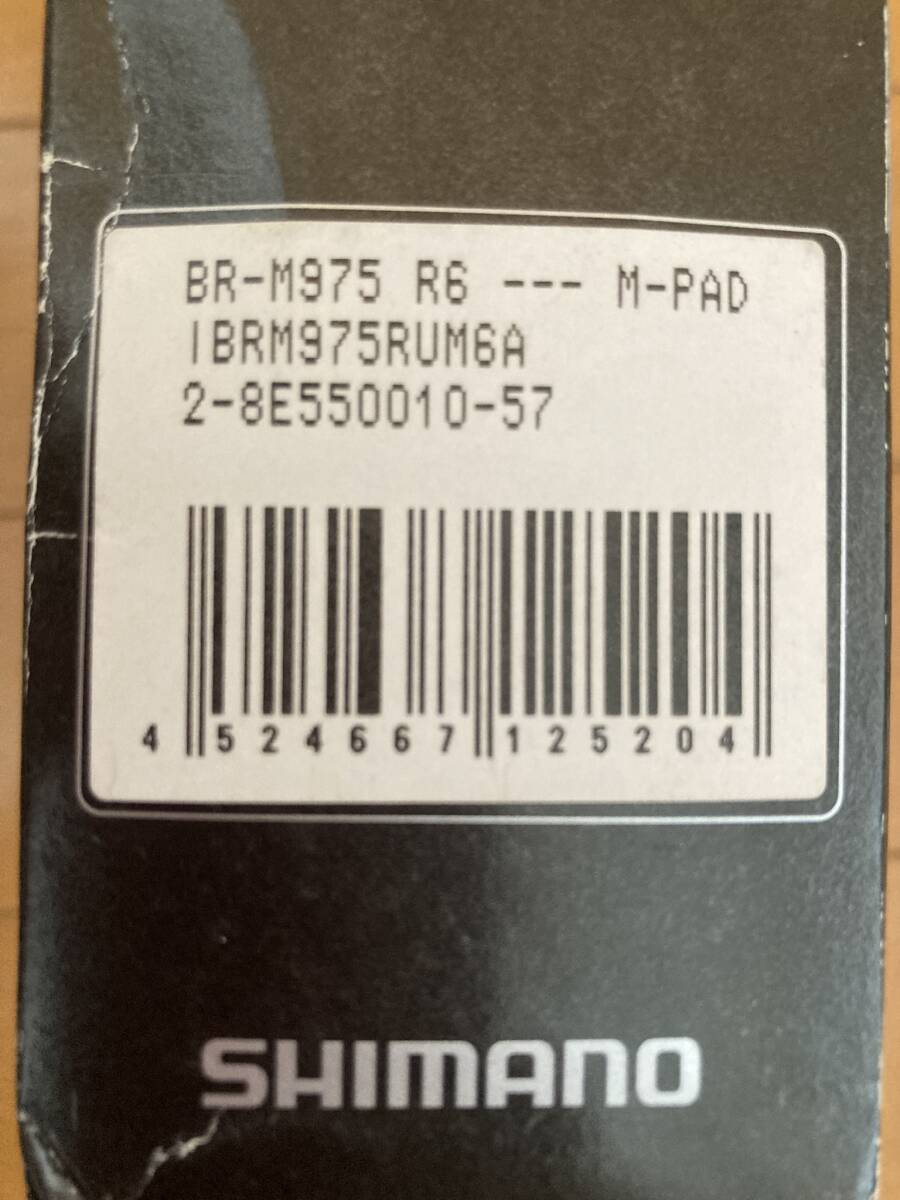 BR-M975 R6 --- M-PAD
IBRM975RUM6A
2-8E550010-57
4 524667 125204
SHIMANO